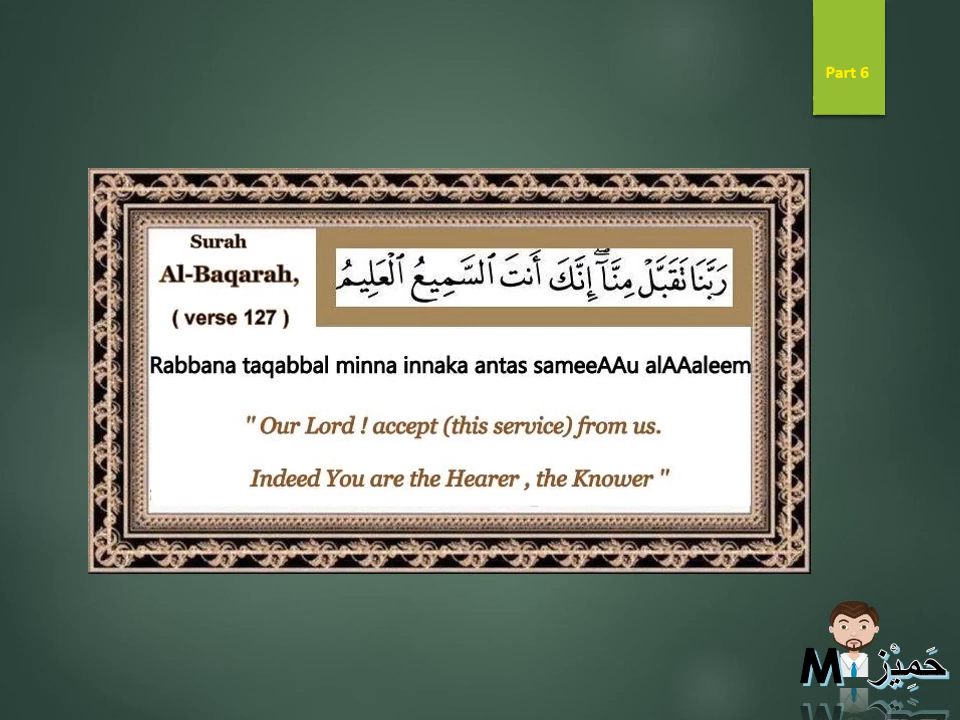 Part 6
Surah
Al-Baqarah,
( verse 127 )
رَبَّنَا تَقَبَّلْ مِنَّآ ۖ إِنَّكَ أَنتَ ٱلسَّمِيعُ ٱلْعَلِيمُ
Rabbana taqabbal minna innaka antas sameeAAu alAAaleem
" Our Lord ! accept (this service) from us.
Indeed You are the Hearer , the Knower "
M حَمِيْزِ